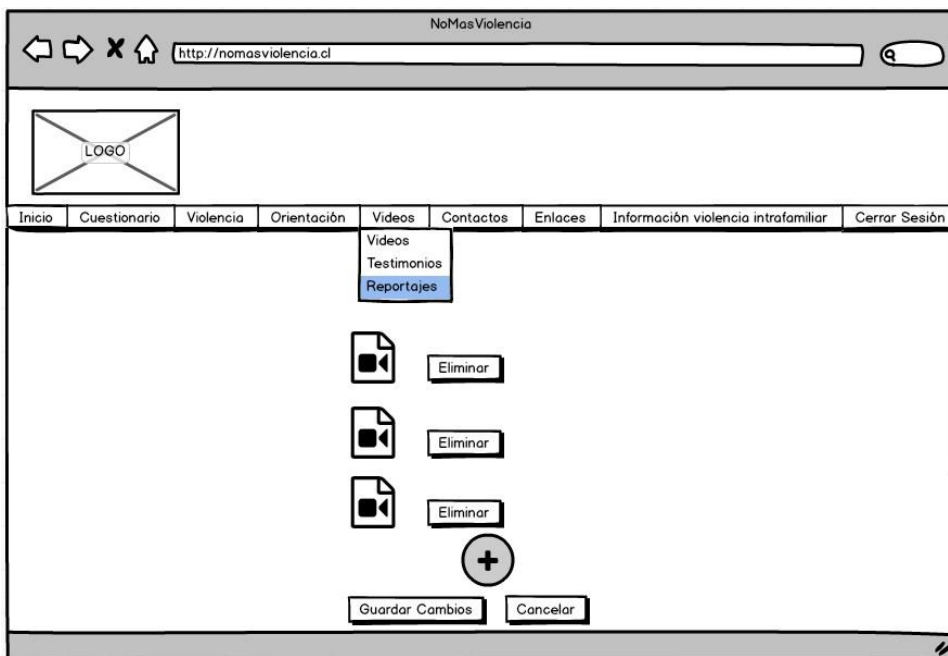 NoMasViolencia
http://nomasviolencia.cl
LOGO
Inicio Cuestionario Violencia Orientación Videos Contactos Enlaces Información violencia intrafamiliar Cerrar Sesión
Videos
Testimonios
Reportajes
Eliminar
Eliminar
Eliminar
Guardar Cambios Cancelar